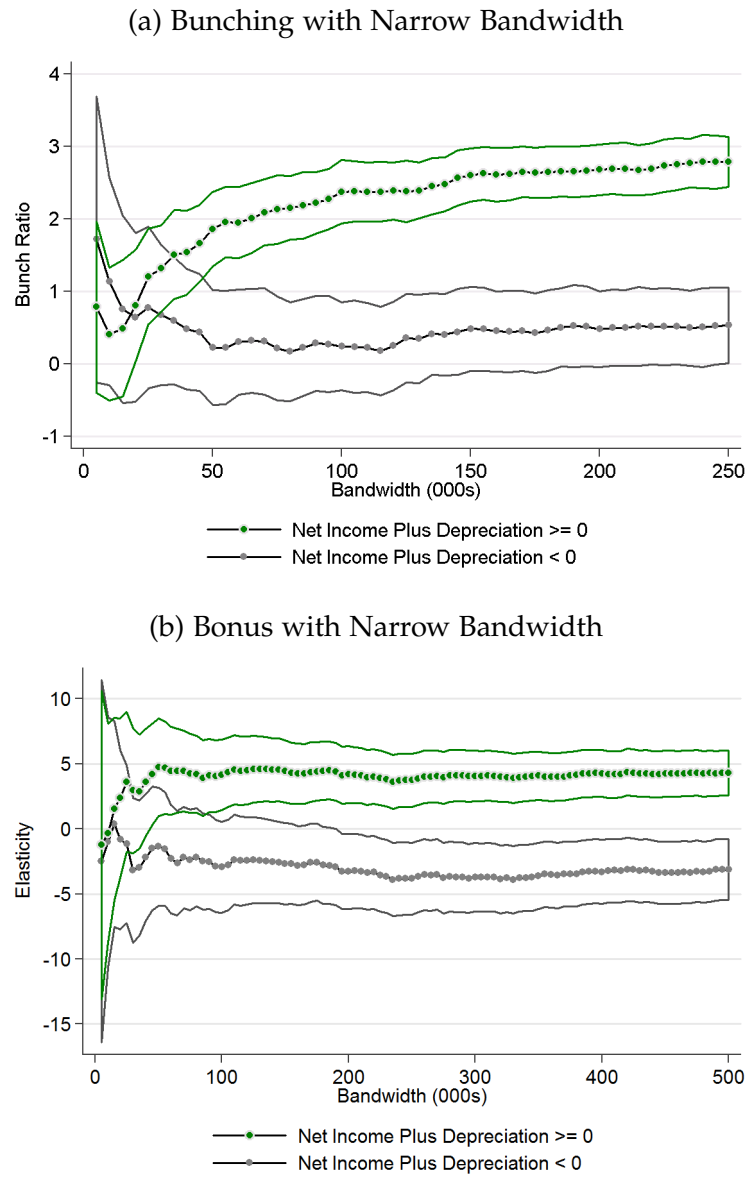 (a) Bunching with Narrow Bandwidth
4
3
2
1
0
-1
Bunch Ratio
0 50 100 150 200 250
Bandwidth (000s)
Net Income Plus Depreciation >= 0
Net Income Plus Depreciation < 0
(b) Bonus with Narrow Bandwidth
10
5
0
-5
-10
-15
Elasticity
0 100 200 300 400 500
Bandwidth (000s)
Net Income Plus Depreciation >= 0
Net Income Plus Depreciation < 0